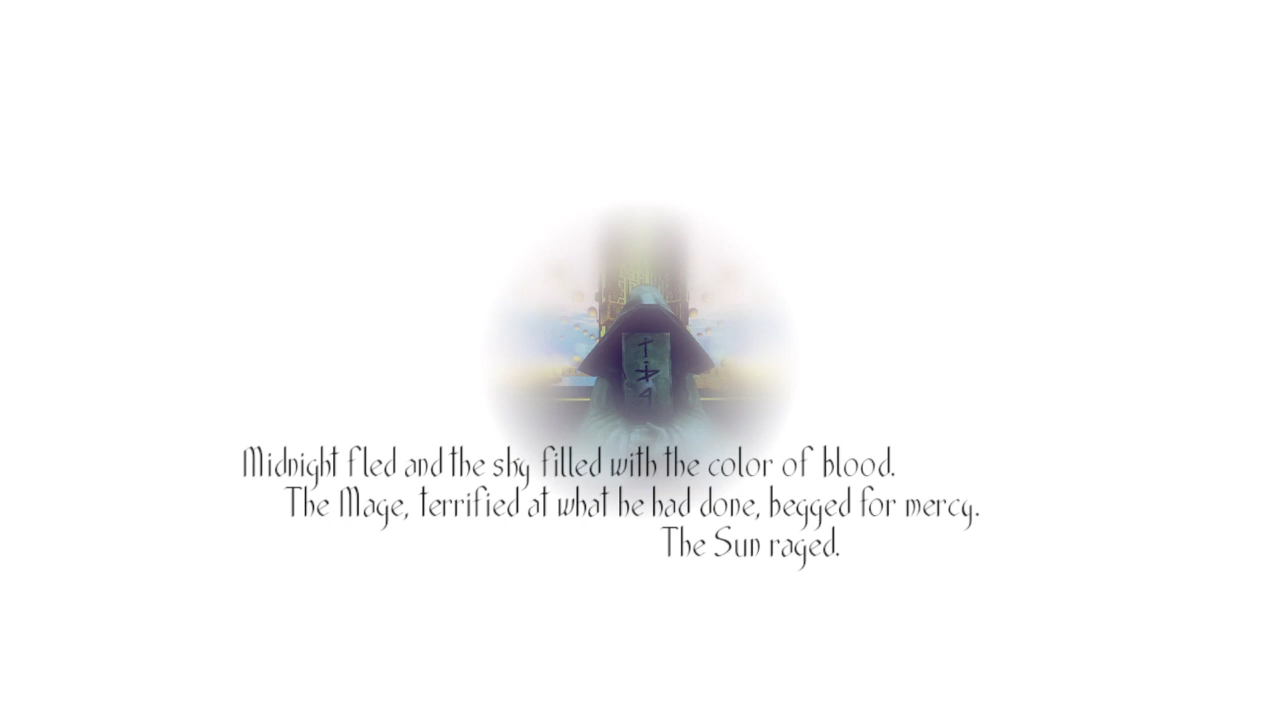 Midnight fled and the sky filled with the color of blood.
The Mage, terrified at what he had done, begged for mercy.
The Sun raged.